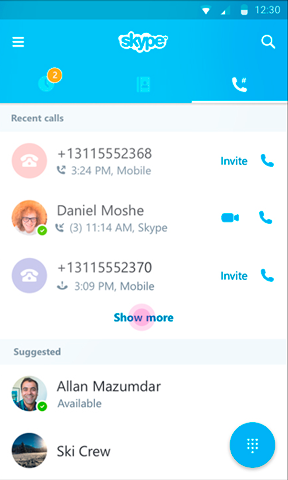 12:30
skype
2
Recent calls
+13115552368
3:24 PM, Mobile
Invite
Daniel Moshe
(3) 11:14 AM, Skype
+13115552370
3:09 PM, Mobile
Invite
Show more
Suggested
Allan Mazumdar
Available
Ski Crew